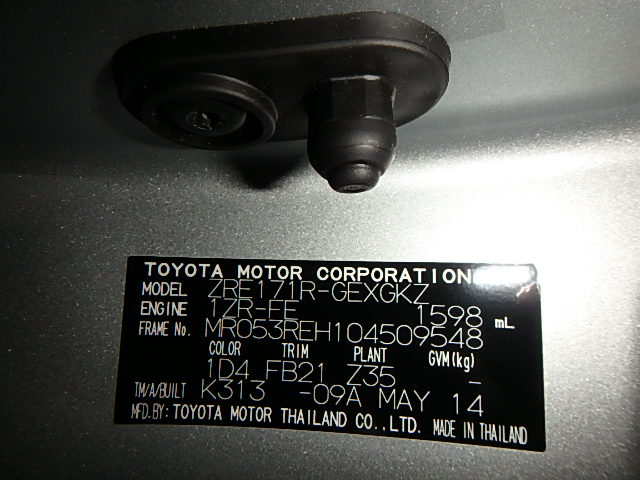 TOYOTA MOTOR CORPORATION
MODEL ZRE171R-GEXGKZ
ENGINE 1ZR-FE 1598 mL
FRAME No. MR053REH104509548
COLOR TRIM PLANT GVM(kg)
1D4 FB21 Z35 -
TM/A/BUILT K313 -09A MAY 14
MFD.BY: TOYOTA MOTOR THAILAND CO.,LTD. MADE IN THAILAND